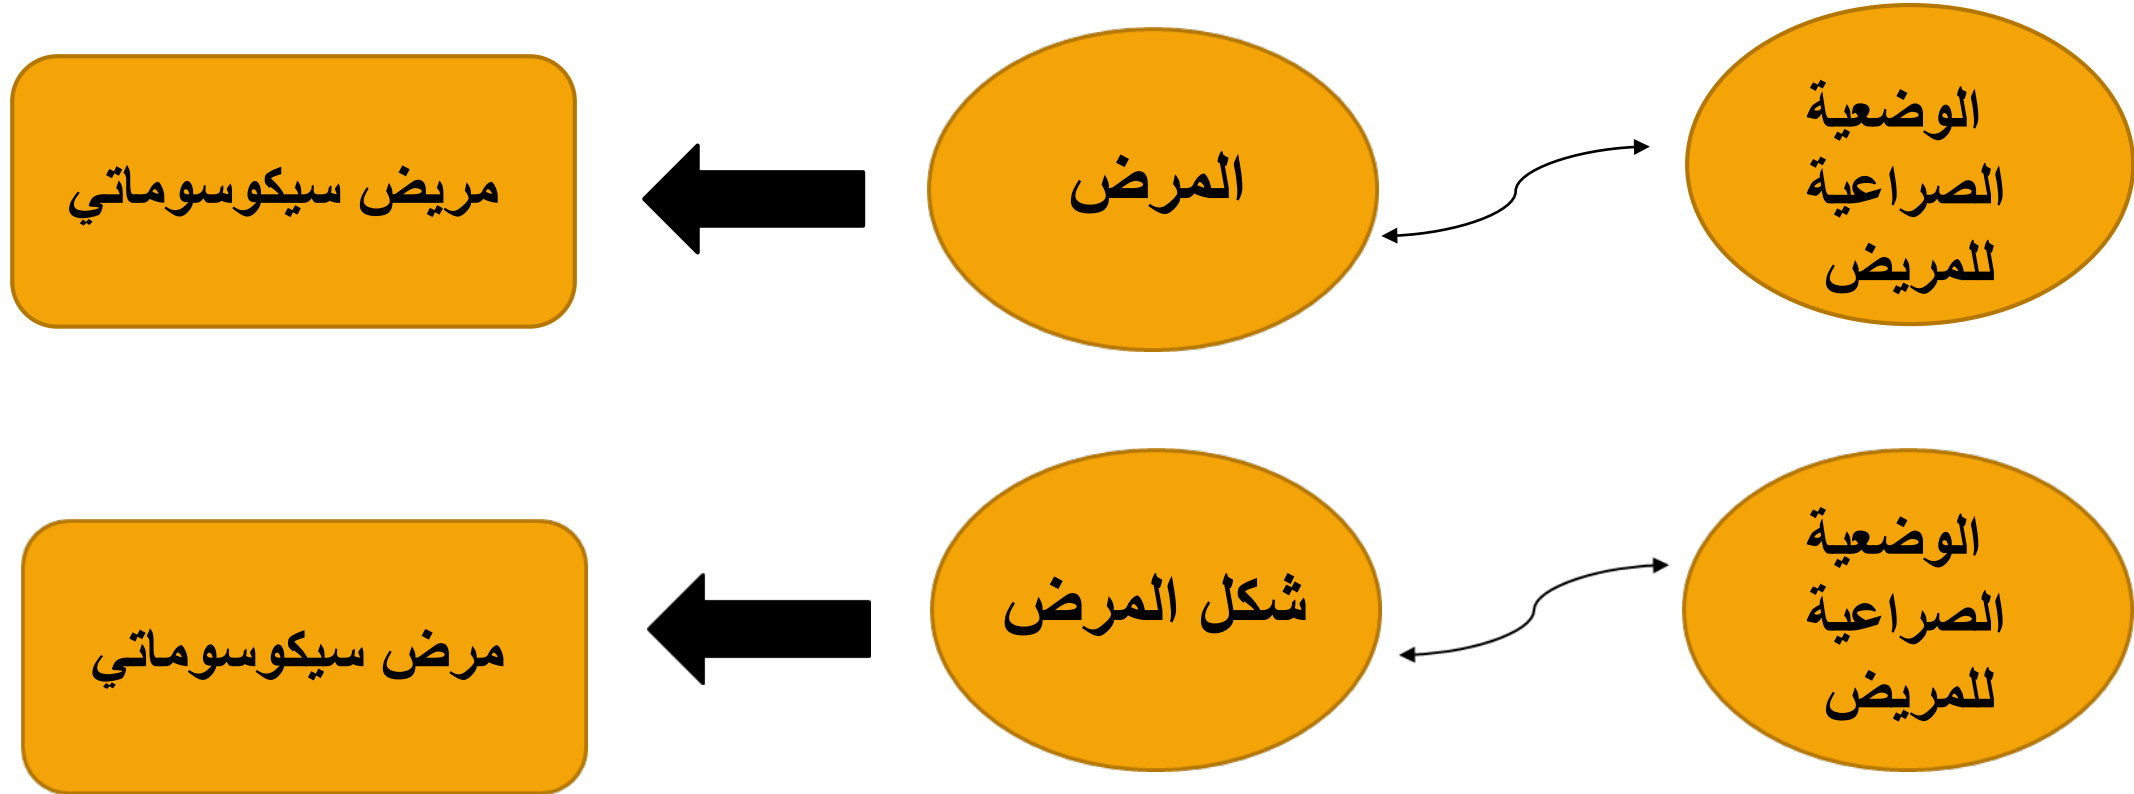 الوضعية
الصراعية
للمريض
المرض
مريض سيكوسوماتي
الوضعية
الصراعية
للمريض
شكل المرض
مرض سيكوسوماتي